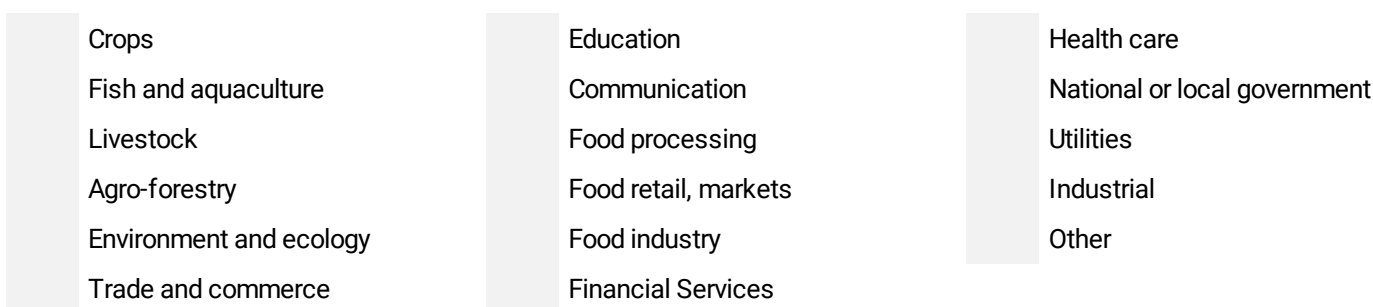 Crops
Fish and aquaculture
Livestock
Agro-forestry
Environment and ecology
Trade and commerce
Education
Communication
Food processing
Food retail, markets
Food industry
Financial Services
Health care
National or local government
Utilities
Industrial
Other